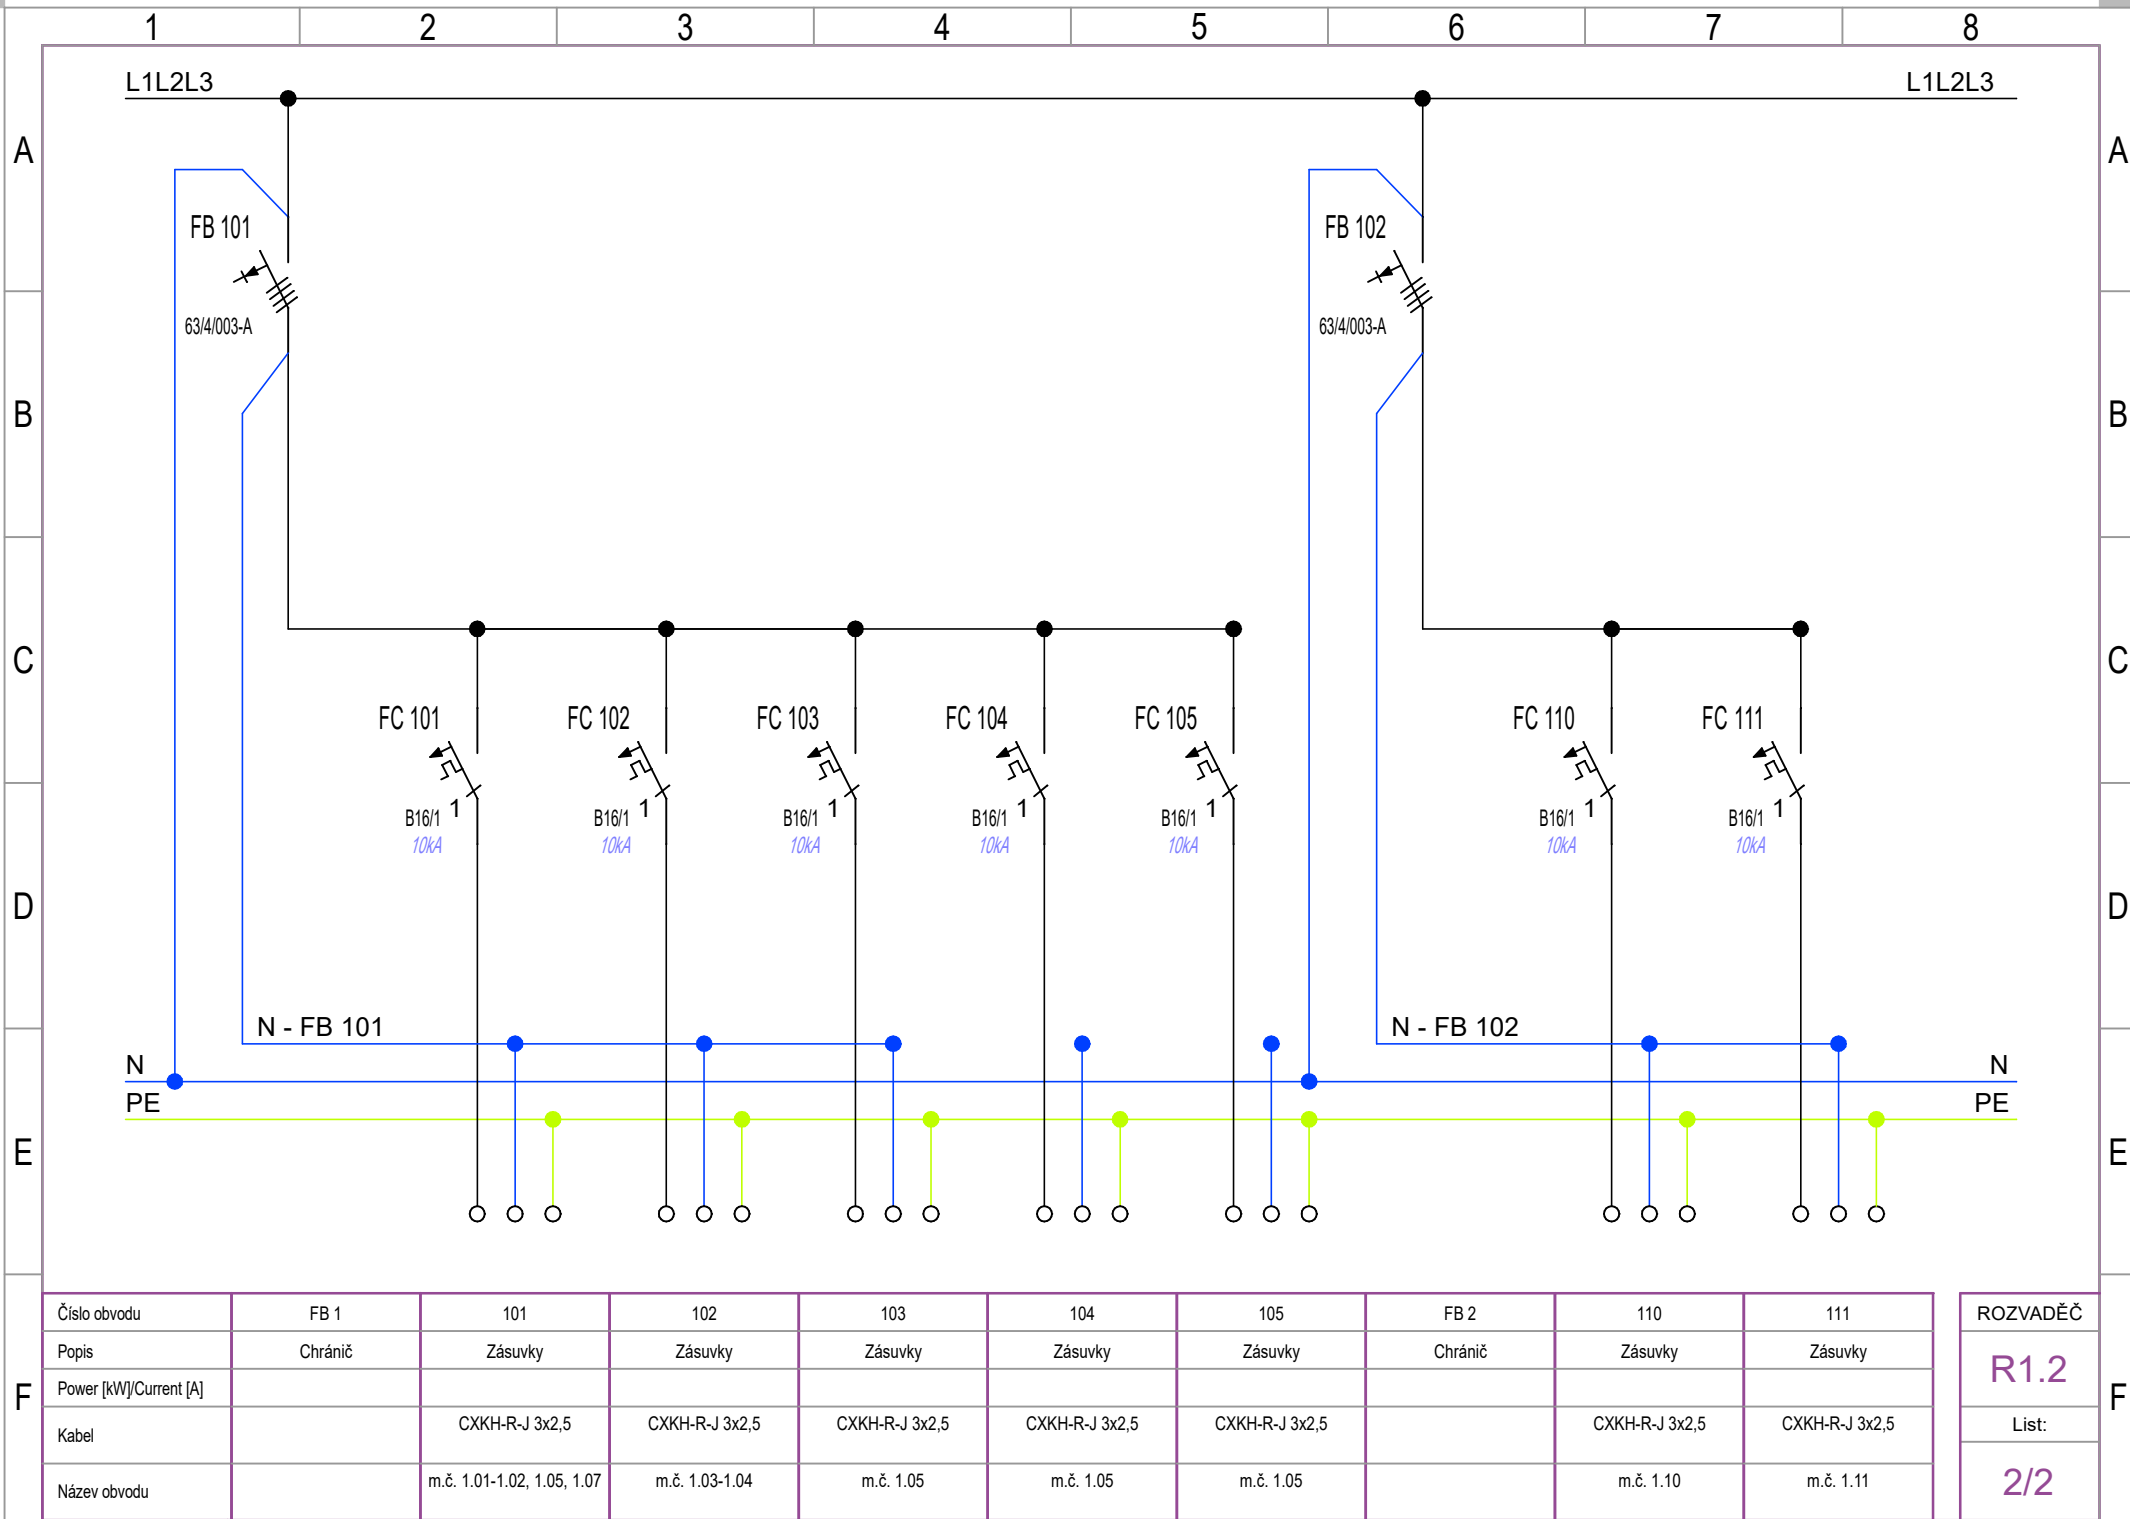 1 2 3 4 5 6 7 8
L1L2L3 L1L2L3
A A
FB 101 FB 102
63/4/003-A 63/4/003-A
B B
C C
FC 101 FC 102 FC 103 FC 104 FC 105 FC 110 FC 111
B16/1 1 B16/1 1 B16/1 1 B16/1 1 B16/1 1 B16/1 1 B16/1 1
10kA 10kA 10kA 10kA 10kA 10kA 10kA
D D
N - FB 101 N - FB 102
N N
PE PE
E E
Číslo obvodu FB 1 101 102 103 104 105 FB 2 110 111 ROZVADĚČ
Popis Chránič Zásuvky Zásuvky Zásuvky Zásuvky Zásuvky Chránič Zásuvky Zásuvky
R1.2
Power [kW]/Current [A]
F F
Kabel CXKH-R-J 3x2,5 CXKH-R-J 3x2,5 CXKH-R-J 3x2,5 CXKH-R-J 3x2,5 CXKH-R-J 3x2,5 CXKH-R-J 3x2,5 CXKH-R-J 3x2,5 List:
Název obvodu m.č. 1.01-1.02, 1.05, 1.07 m.č. 1.03-1.04 m.č. 1.05 m.č. 1.05 m.č. 1.05 m.č. 1.10 m.č. 1.11 2/2